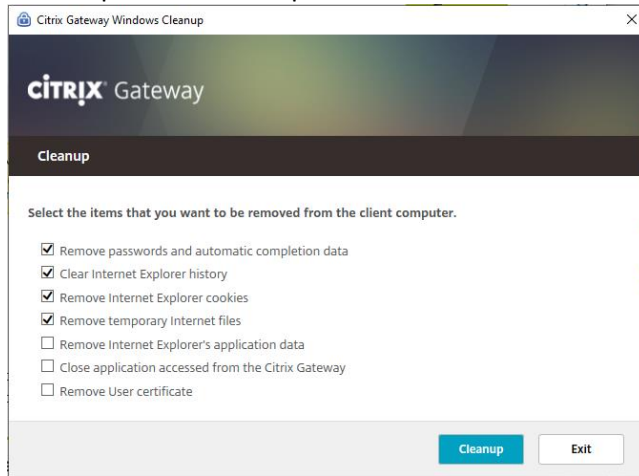 Citrix Gateway Windows Cleanup
CITRIX Gateway
Cleanup
Select the items that you want to be removed from the client computer.
Remove passwords and automatic completion data
Clear Internet Explorer history
Remove Internet Explorer cookies
Remove temporary Internet files
Remove Internet Explorer's application data
Close application accessed from the Citrix Gateway
Remove User certificate
Cleanup Exit